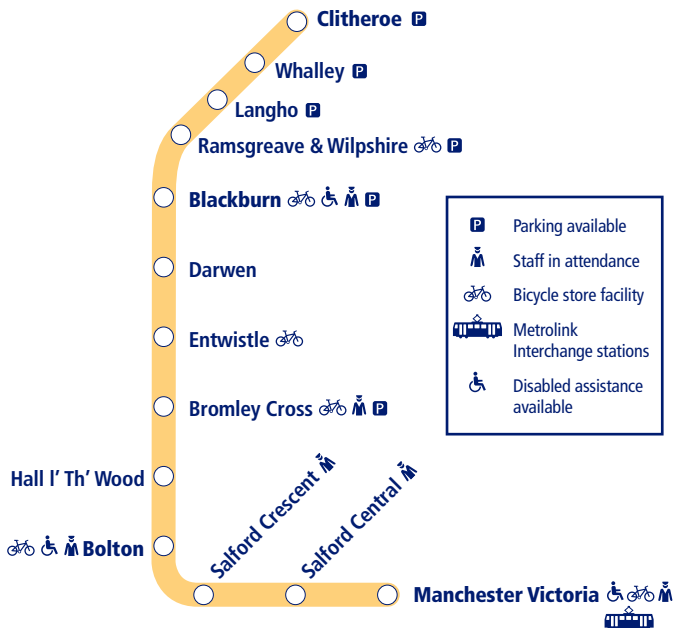 Clitheroe P
Whalley P
Langho P
Ramsgreave & Wilpshire P
Blackburn P
Darwen
Entwistle
Bromley Cross P
Hall I' Th' Wood
Bolton
Salford Crescent
Salford Central
Manchester Victoria
P Parking available
Staff in attendance
Bicycle store facility
Metrolink
Interchange stations
Disabled assistance
available